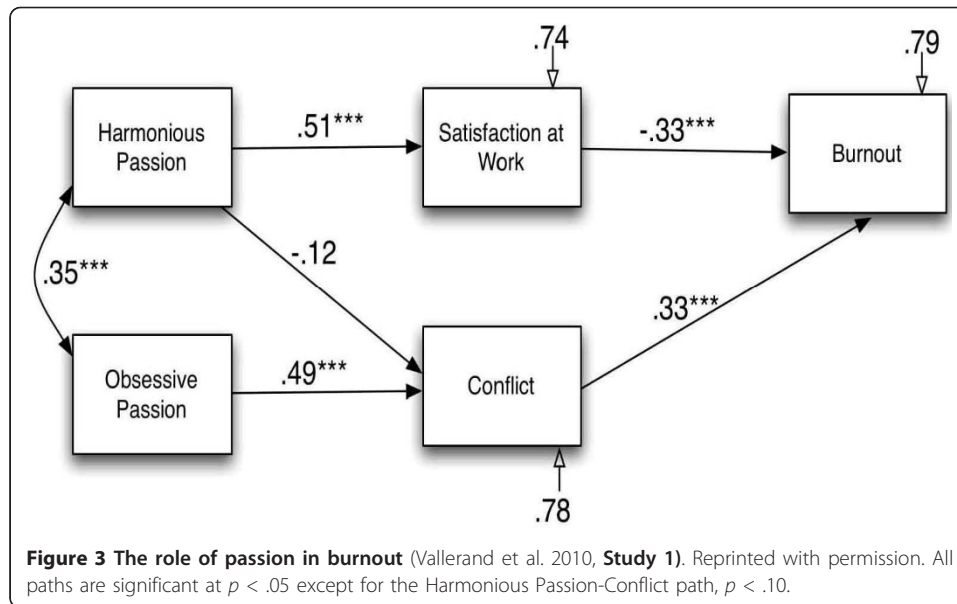 .74
.79
Harmonious
Passion
.51***
Satisfaction at
Work
-.33***
Burnout
.35***
-.12
.33***
Obsessive
Passion
.49***
Conflict
.78
Figure 3 The role of passion in burnout (Vallerand et al. 2010, Study 1). Reprinted with permission. All
paths are significant at p < .05 except for the Harmonious Passion-Conflict path, p < .10.